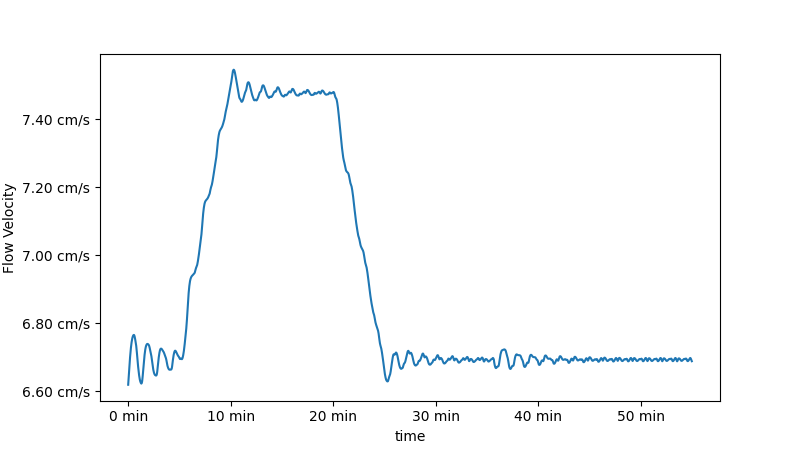 7.40 cm/s
7.20 cm/s
7.00 cm/s
6.80 cm/s
6.60 cm/s
Flow Velocity
0 min 10 min 20 min 30 min 40 min 50 min
time